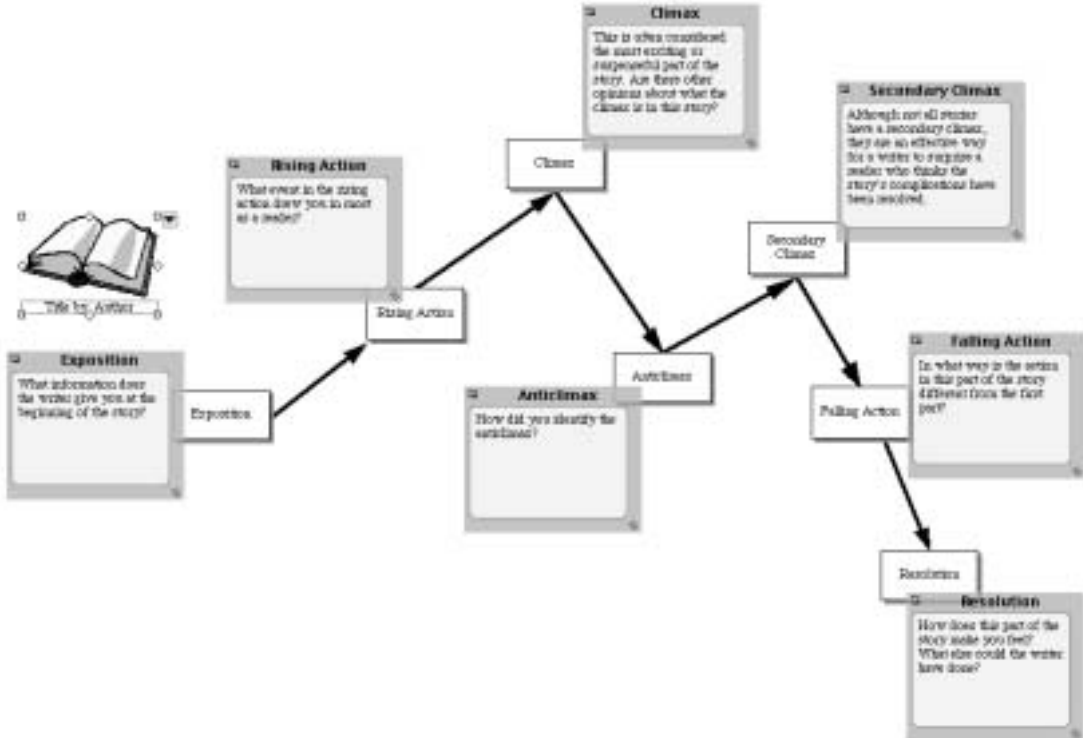 Climax
This is often considered
the most exciting or
suspenseful part of the
story. Are there other
opinions about what the
climax is in this story?
Climax
Secondary Climax
Although not all stories
have a secondary climax,
they are an effective way
for a writer to surprise a
reader who thinks the
story's complications have
been resolved.
Secondary
Climax
Rising Action
What event in the rising
action drew you in most
as a reader?
Rising Action
Title by Author
Exposition
What information does
the writer give you at the
beginning of the story?
Exposition
Anticlimax
Anticlimax
How did you identify the
anticlimax?
Falling Action
In what way is the action
in this part of the story
different from the first
part?
Falling Action
Resolution
Resolution
How does this part of the
story make you feel?
What else could the writer
have done?